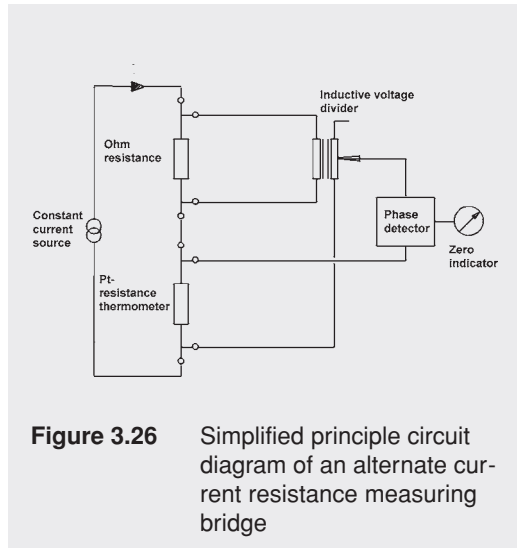 Inductive voltage
divider
Ohm
resistance
Constant
current
source
Phase
detector
Zero
indicator
Pt-
resistance
thermometer
Figure 3.26 Simplified principle circuit
diagram of an alternate cur-
rent resistance measuring
bridge